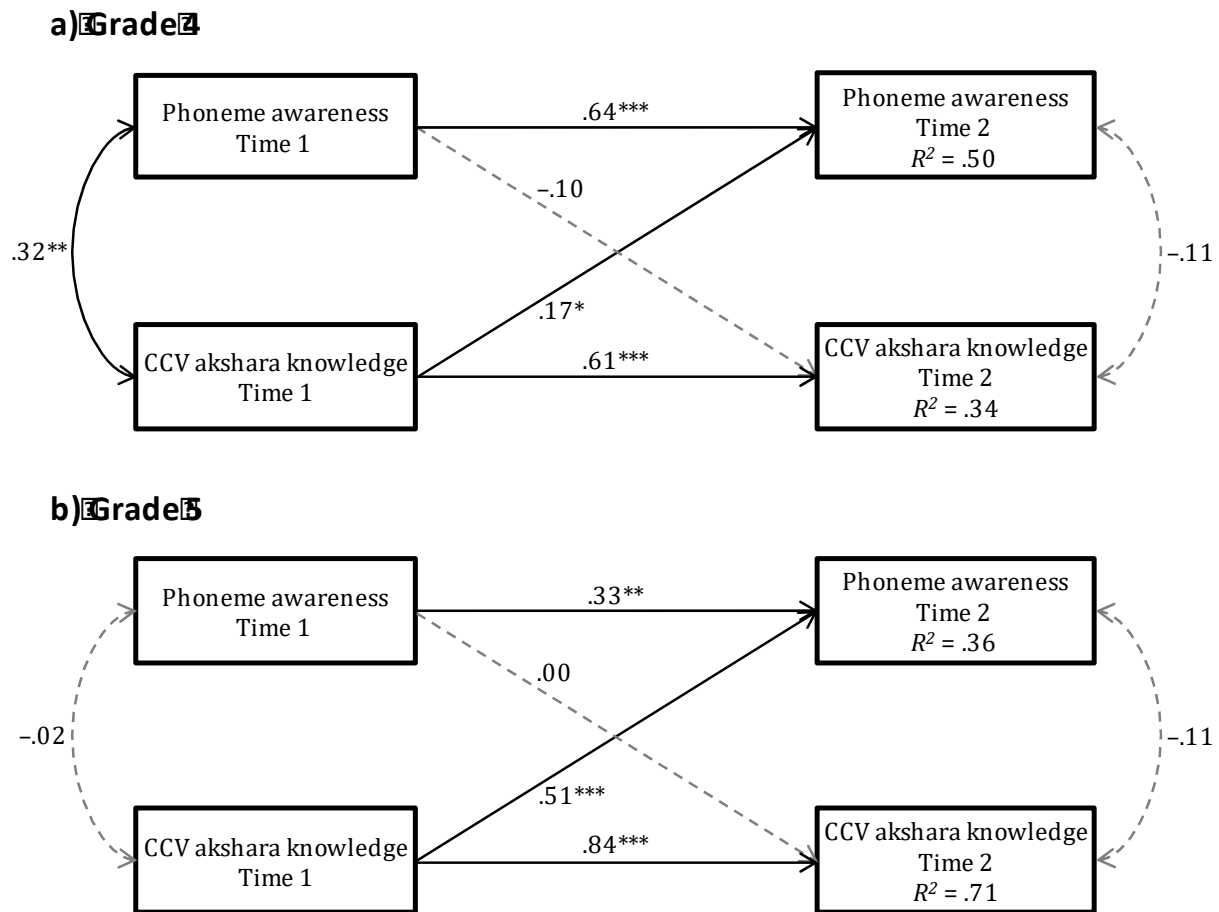 a) Grade 4
Phoneme awareness
Time 1
Phoneme awareness
Time 2
R² = .50
.64***
–.10
.32**
–.11
.17*
CCV akshara knowledge
Time 1
.61***
CCV akshara knowledge
Time 2
R² = .34
b) Grade 5
Phoneme awareness
Time 1
Phoneme awareness
Time 2
R² = .36
.33**
.00
–.02
–.11
.51***
CCV akshara knowledge
Time 1
.84***
CCV akshara knowledge
Time 2
R² = .71